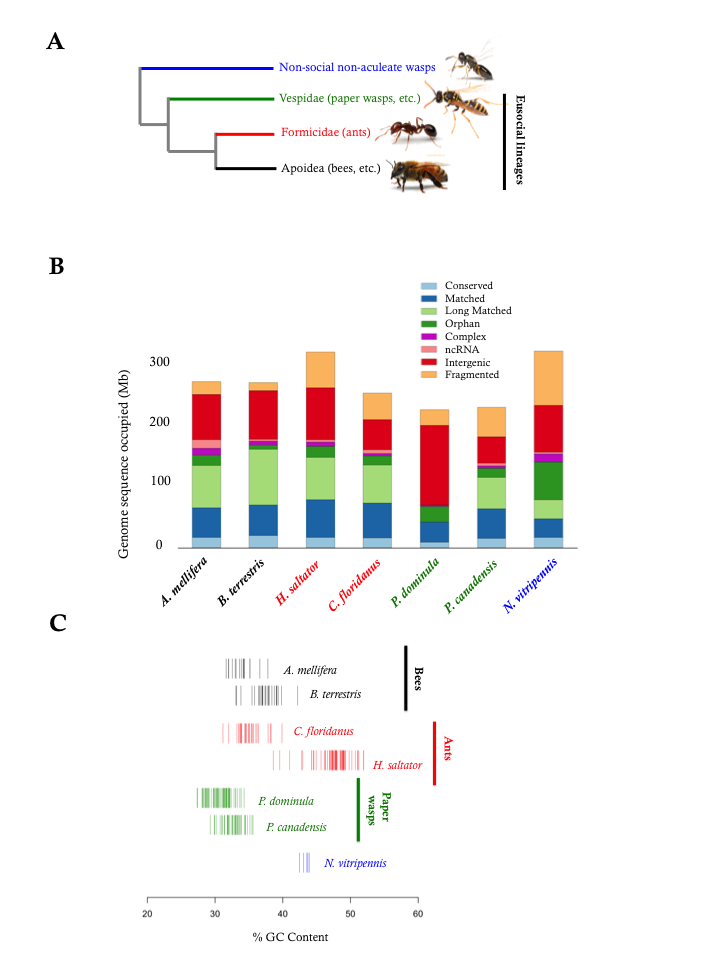 A
Non-social non-aculeate wasps
Vespidae (paper wasps, etc.)
Formicidae (ants)
Apoidea (bees, etc.)
Eusocial lineages
B
Conserved
Matched
Long Matched
Orphan
Complex
ncRNA
Intergenic
Fragmented
Genome sequence occupied (Mb)
300
200
100
0
A. mellifera
B. terrestris
H. saltator
C. floridanus
P. dominula
P. canadensis
N. vitripennis
C
A. mellifera
B. terrestris
Bees
C. floridanus
H. saltator
Ants
P. dominula
P. canadensis
Paper
wasps
N. vitripennis
20 30 40 50 60
% GC Content